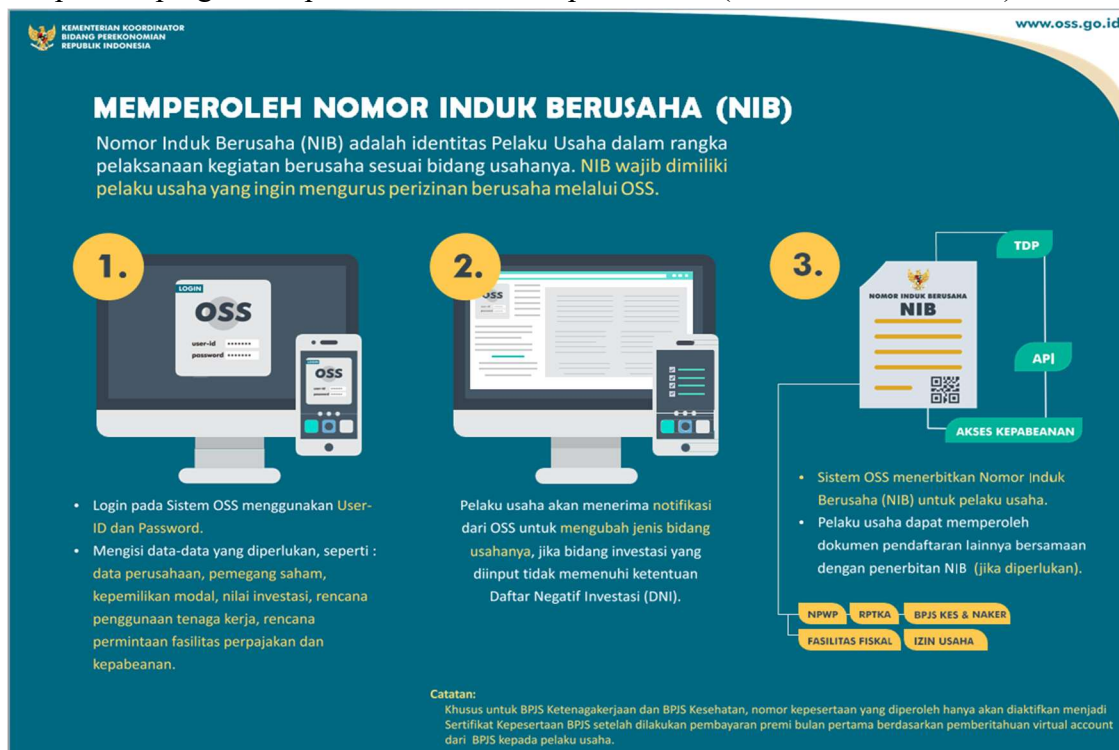 www.oss.go.id
KEMENTERIAN KOORDINATOR
BIDANG PEREKONOMIAN
REPUBLIK INDONESIA
MEMPEROLEH NOMOR INDUK BERUSAHA (NIB)
Nomor Induk Berusaha (NIB) adalah identitas Pelaku Usaha dalam rangka
pelaksanaan kegiatan berusaha sesuai bidang usahanya. NIB wajib dimiliki
pelaku usaha yang ingin mengurus perizinan berusaha melalui OSS.
1.
LOGIN
OSS
user-id
password
LOGIN
OSS
• Login pada Sistem OSS menggunakan User-
ID dan Password.
• Mengisi data-data yang diperlukan, seperti :
data perusahaan, pemegang saham,
kepemilikan modal, nilai investasi, rencana
penggunaan tenaga kerja, rencana
permintaan fasilitas perpajakan dan
kepabeanan.
2.
OSS
Pelaku usaha akan menerima notifikasi
dari OSS untuk mengubah jenis bidang
usahanya, jika bidang investasi yang
diinput tidak memenuhi ketentuan
Daftar Negatif Investasi (DNI).
3.
NOMOR INDUK BERUSAHA
NIB
TDP
API
AKSES KEPABEANAN
• Sistem OSS menerbitkan Nomor Induk
Berusaha (NIB) untuk pelaku usaha.
• Pelaku usaha dapat memperoleh
dokumen pendaftaran lainnya bersamaan
dengan penerbitan NIB (jika diperlukan).
NPWP RPTKA BPJS KES & NAKER
FASILITAS FISKAL IZIN USAHA
Catatan:
Khusus untuk BPJS Ketenagakerjaan dan BPJS Kesehatan, nomor kepesertaan yang diperoleh hanya akan diaktifkan menjadi
Sertifikat Kepesertaan BPJS setelah dilakukan pembayaran premi bulan pertama berdasarkan pemberitahuan virtual account
dari BPJS kepada pelaku usaha.